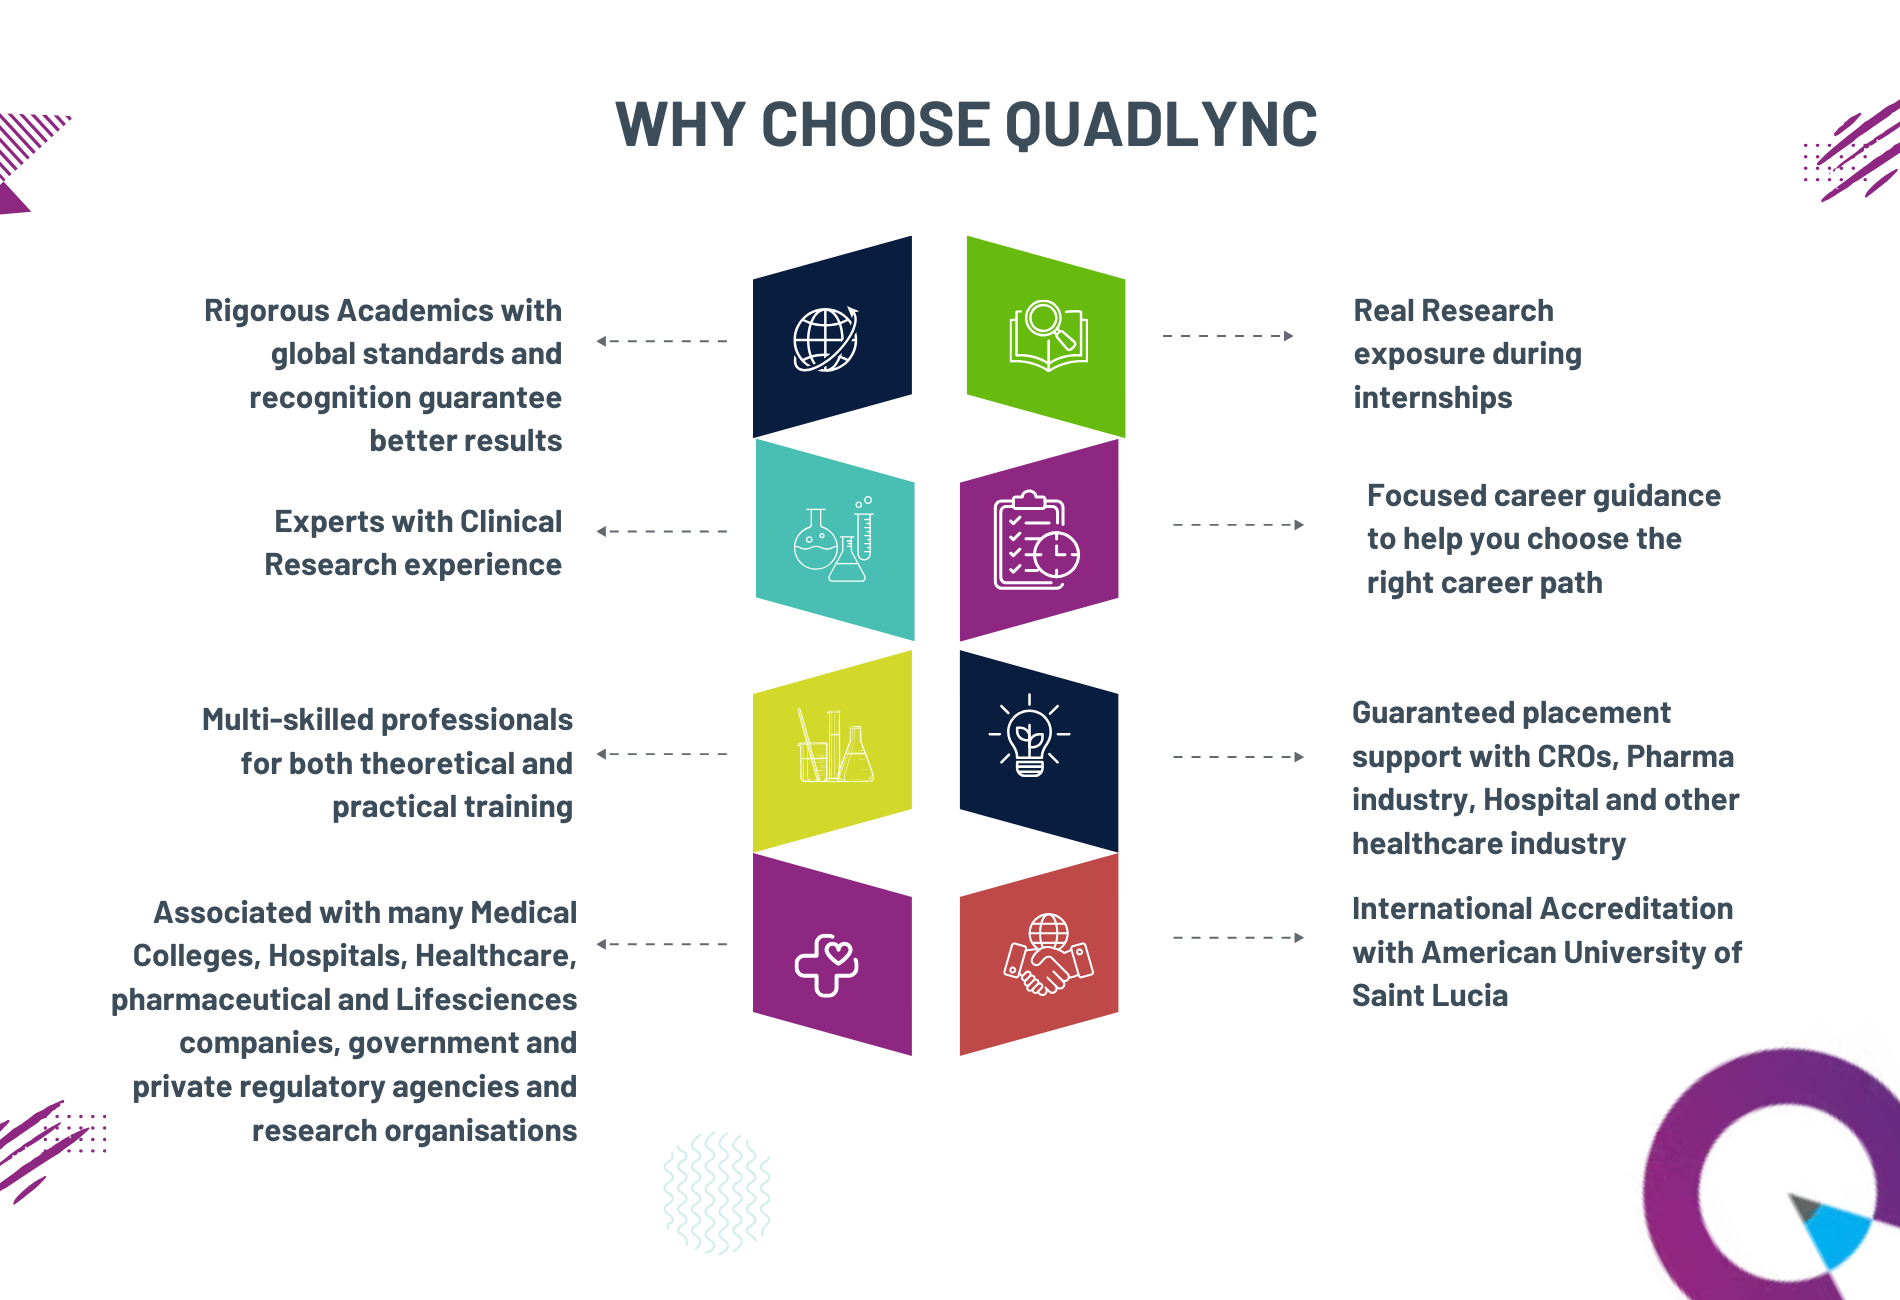 WHY CHOOSE QUADLYNC
Rigorous Academics with
global standards and
recognition guarantee
better results
Experts with Clinical
Research experience
Multi-skilled professionals
for both theoretical and
practical training
Associated with many Medical
Colleges, Hospitals, Healthcare,
pharmaceutical and Lifesciences
companies, government and
private regulatory agencies and
research organisations
Real Research
exposure during
internships
Focused career guidance
to help you choose the
right career path
Guaranteed placement
support with CROs, Pharma
industry, Hospital and other
healthcare industry
International Accreditation
with American University of
Saint Lucia